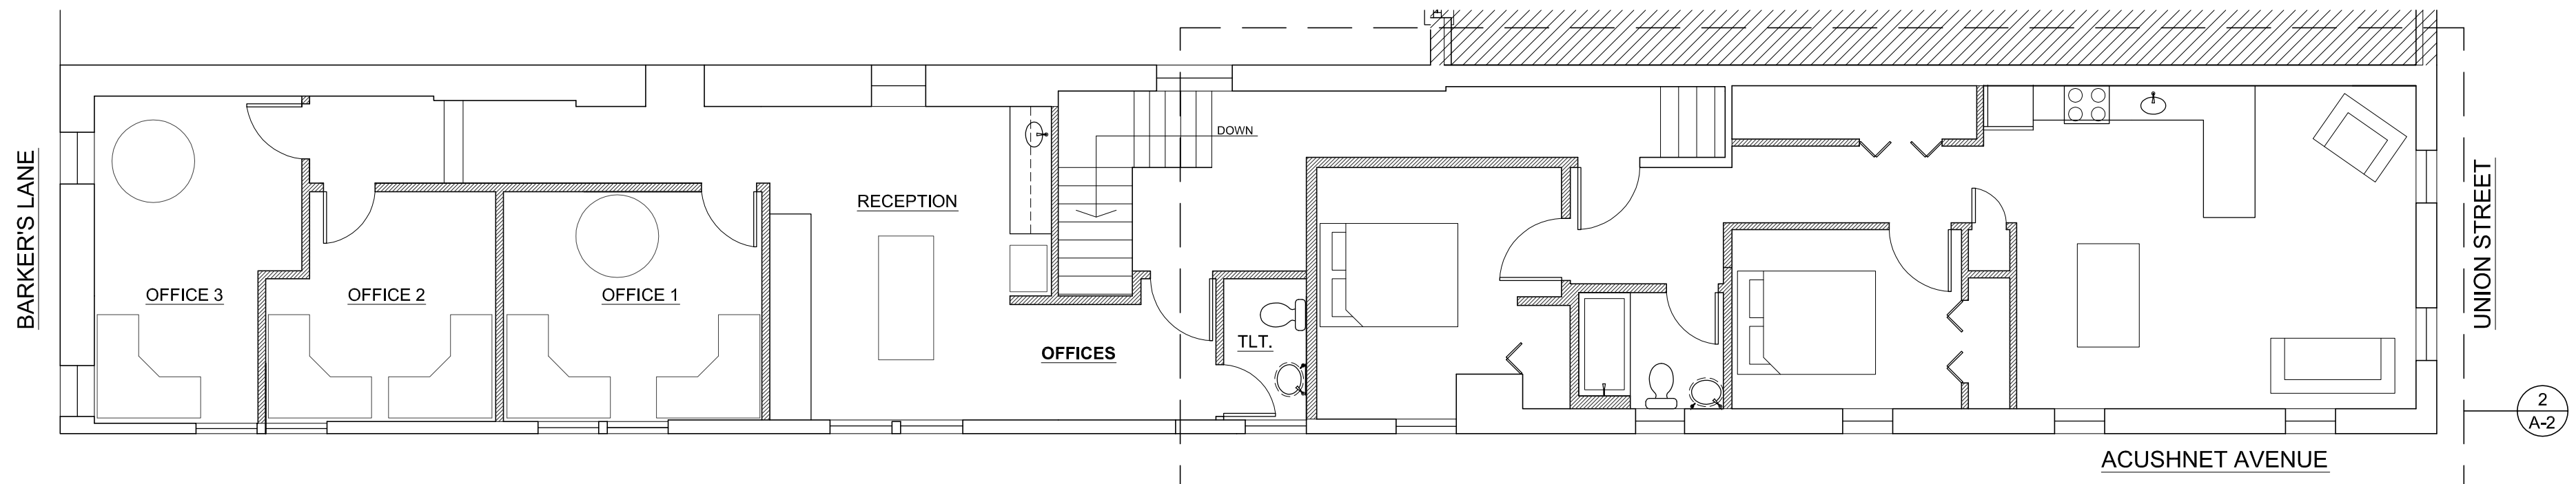 BARKER'S LANE
OFFICE 3
OFFICE 2
OFFICE 1
RECEPTION
DOWN
OFFICES
TLT.
UNION STREET
2
A-2
ACUSHNET AVENUE